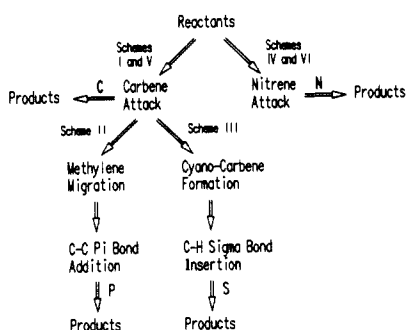 Reactants
Schemes
I and V
Schemes
IV and VI
Products
C
Carbene
Attack
Nitrene
Attack
N
Products
Scheme II
Scheme III
Methylene
Migration
Cyano-Carbene
Formation
C-C Pi Bond
Addition
C-H Sigma Bond
Insertion
P
S
Products
Products